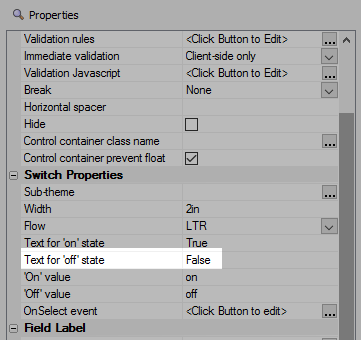 Properties
Validation rules <Click Button to Edit> ...
Immediate validation Client-side only
Validation Javascript <Click Button to Edit> ...
Break None
Horizontal spacer
Hide
Control container class name ...
Control container prevent float
Switch Properties
Sub-theme ...
Width 2in
Flow LTR
Text for 'on' state True
Text for 'off' state False
'On' value on
'Off' value off
OnSelect event <Click Button to edit> ...
Field Label